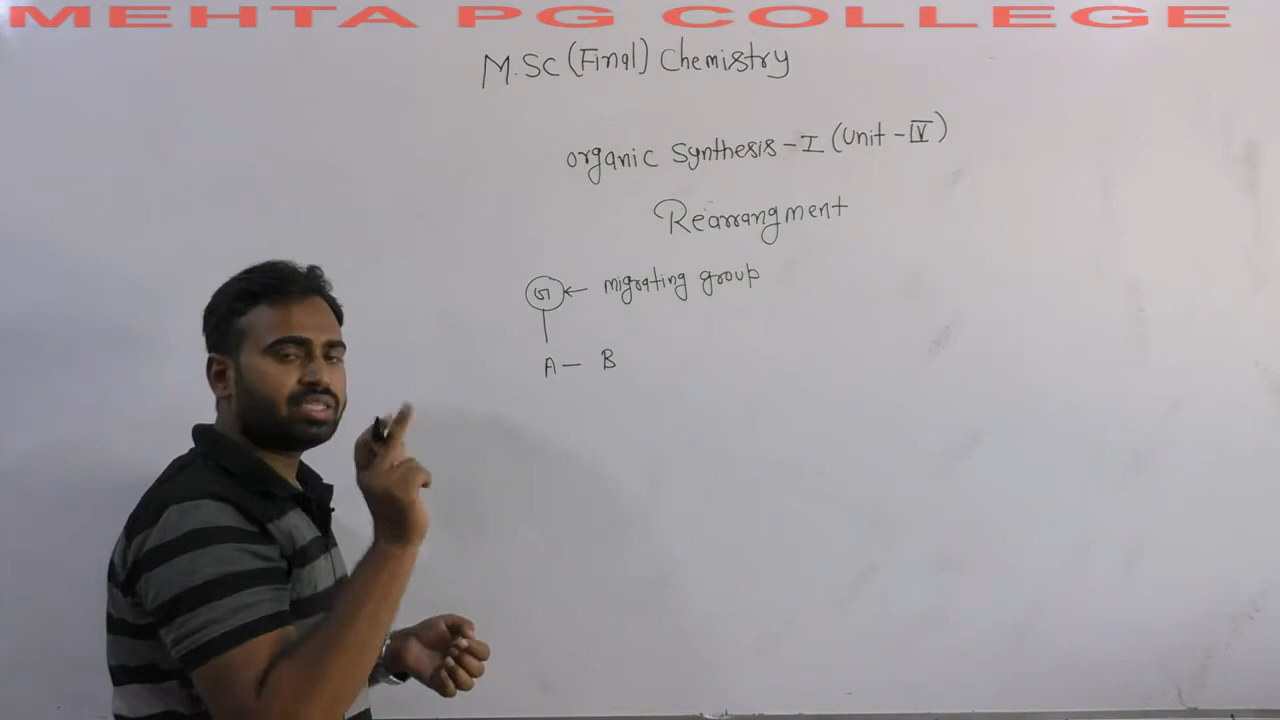 MEHTA PG COLLEGE
M.SC (Final) Chemistry
organic Synthesis - I (Unit - IV)
Rearrangment
G ← migrating group
A — B